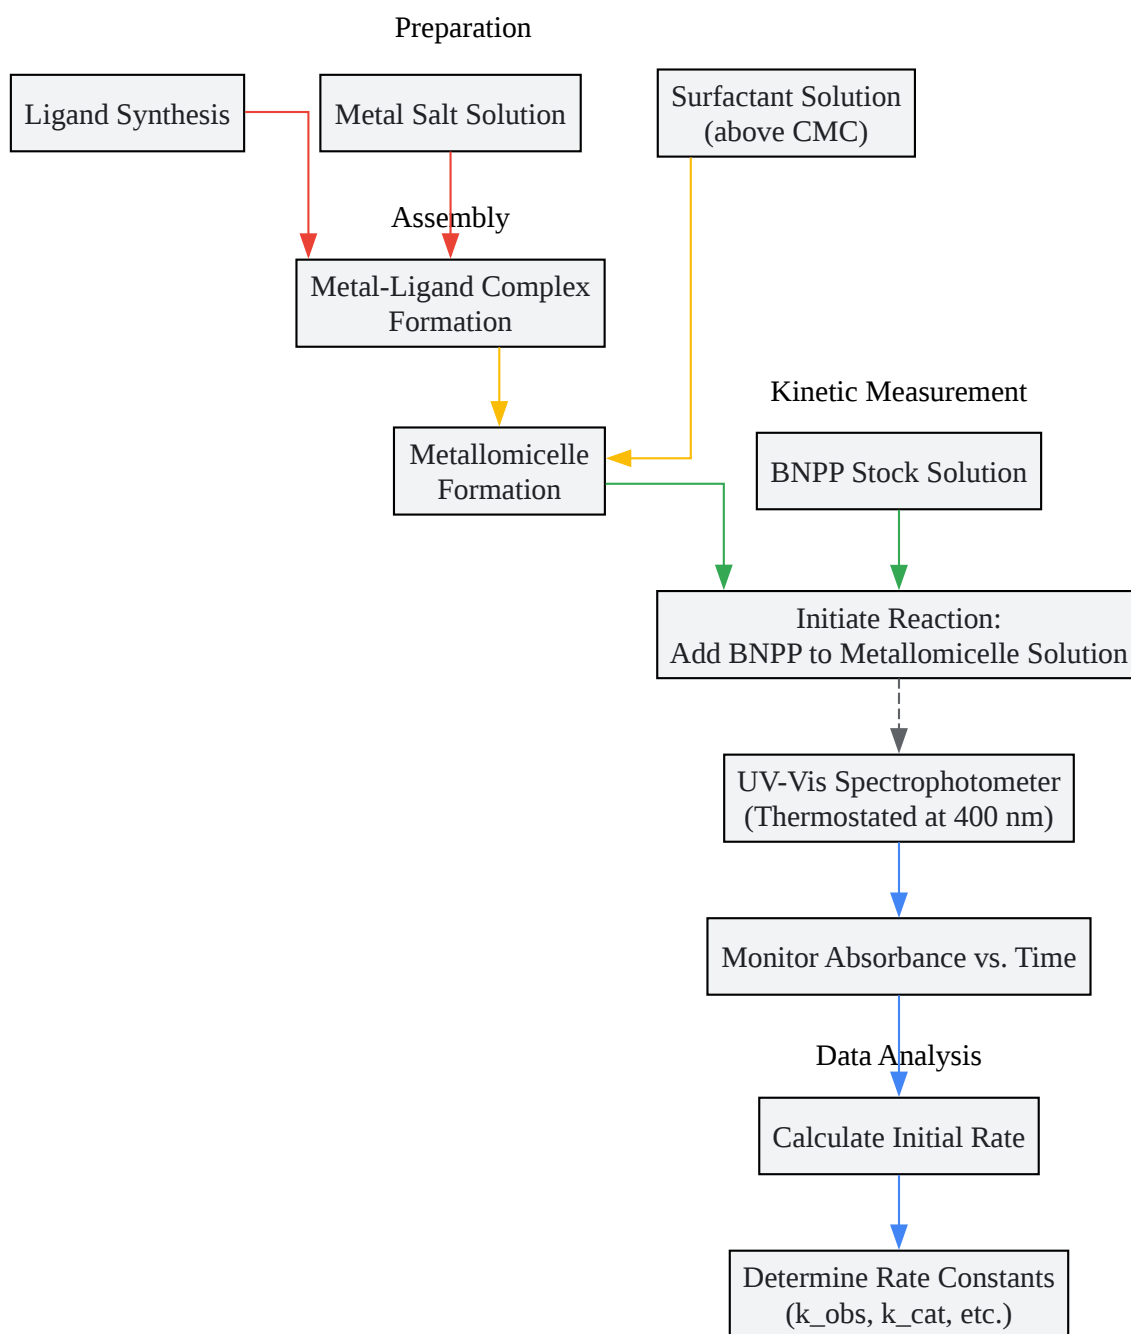 Preparation
Ligand Synthesis
Metal Salt Solution
Surfactant Solution
(above CMC)
Assembly
Metal-Ligand Complex
Formation
Kinetic Measurement
Metallomicelle
Formation
BNPP Stock Solution
Initiate Reaction:
Add BNPP to Metallomicelle Solution
UV-Vis Spectrophotometer
(Thermostated at 400 nm)
Monitor Absorbance vs. Time
Data Analysis
Calculate Initial Rate
Determine Rate Constants
(k_obs, k_cat, etc.)